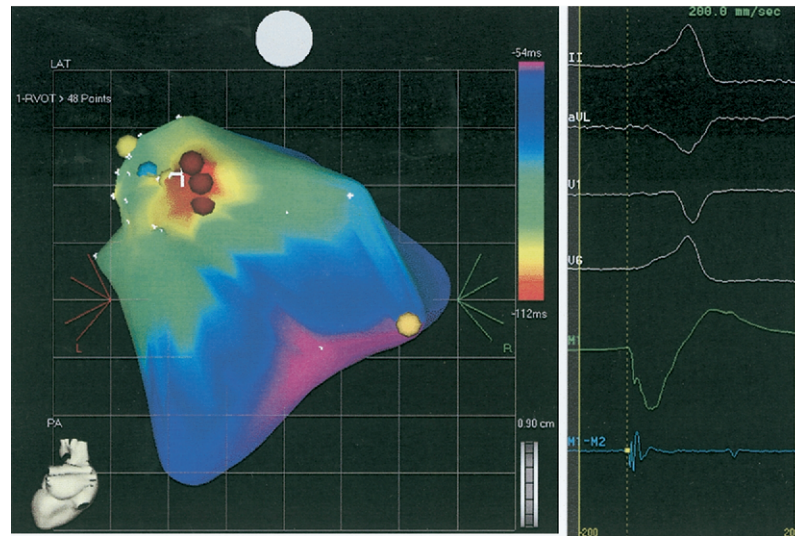 LAT
1-RVOT > 48 Points
-54ms
-112ms
L
R
PA
0.90 cm
200.0 mm/sec
II
aVL
V1
V6
M1
M1-M2
-200
20